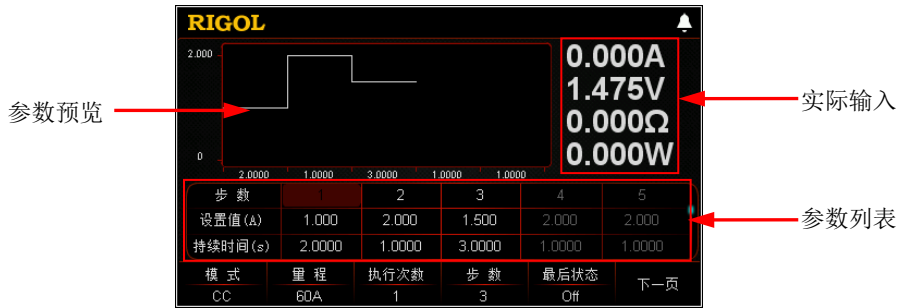 RIGOL
2.000
0
2.0000 1.0000 3.0000 1.0000 1.0000
0.000A
1.475V
0.000Ω
0.000W
参数预览
实际输入
参数列表
步 数 1 2 3 4 5
设置值(A) 1.000 2.000 1.500 2.000 2.000
持续时间(s) 2.0000 1.0000 3.0000 1.0000 1.0000
模 式 量 程 执行次数 步 数 最后状态 下一页
CC 60A 1 3 Off